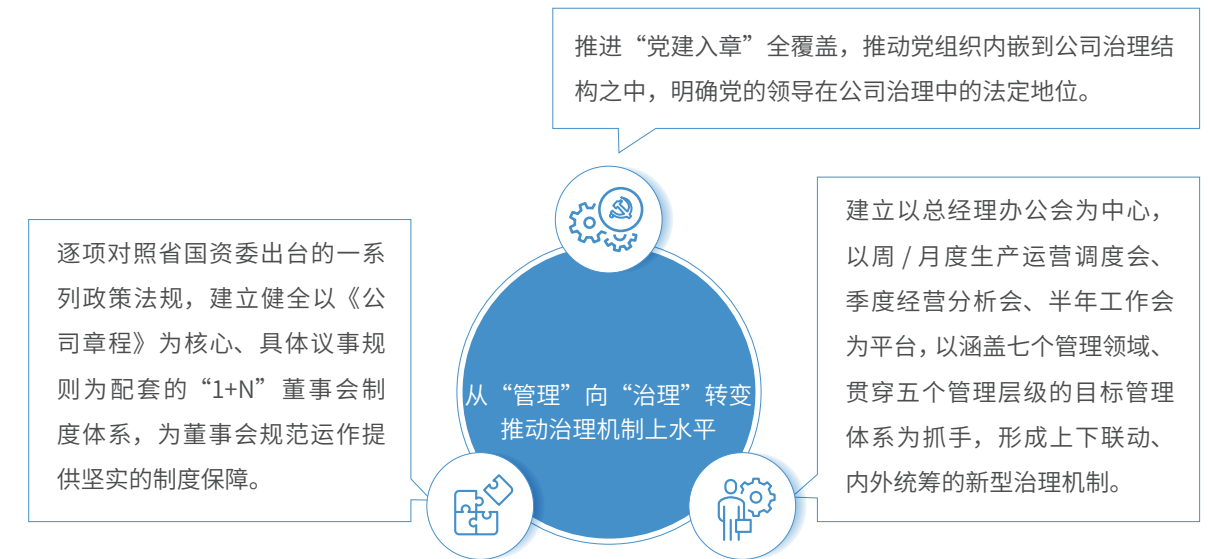 推进“党建入章”全覆盖，推动党组织内嵌到公司治理结
构之中，明确党的领导在公司治理中的法定地位。
逐项对照省国资委出台的一系
列政策法规，建立健全以《公
司章程》为核心、具体议事规
则为配套的“1+N”董事会制
度体系，为董事会规范运作提
供坚实的制度保障。
从“管理”向“治理”转变
推动治理机制上水平
建立以总经理办公会为中心，
以周 / 月度生产运营调度会、
季度经营分析会、半年工作会
为平台，以涵盖七个管理领域、
贯穿五个管理层级的目标管理
体系为抓手，形成上下联动、
内外统筹的新型治理机制。